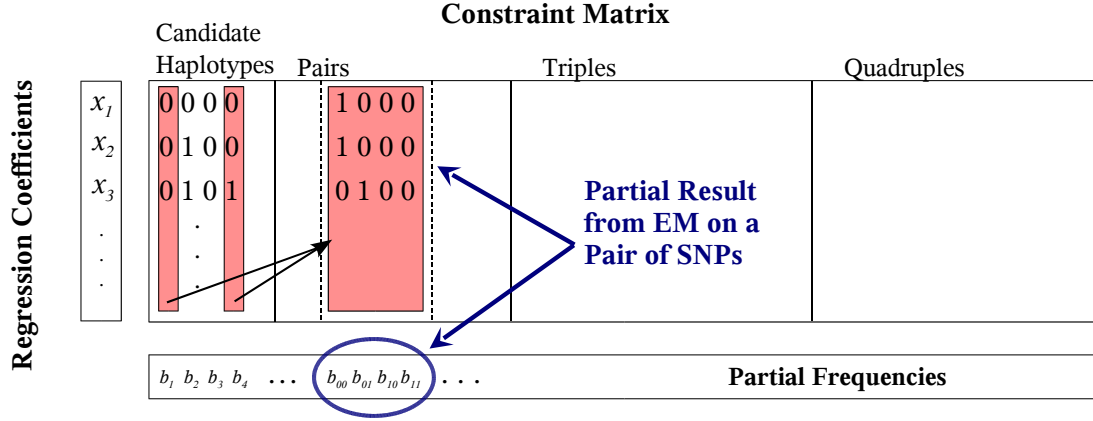 Constraint Matrix
Candidate
Haplotypes Pairs Triples Quadruples
Regression Coefficients
x1 0 0 0 0 1 0 0 0
x2 0 1 0 0 1 0 0 0
x3 0 1 0 1 0 1 0 0
Partial Result
from EM on a
Pair of SNPs
b1 b2 b3 b4 ... b00 b01 b10 b11 ... Partial Frequencies